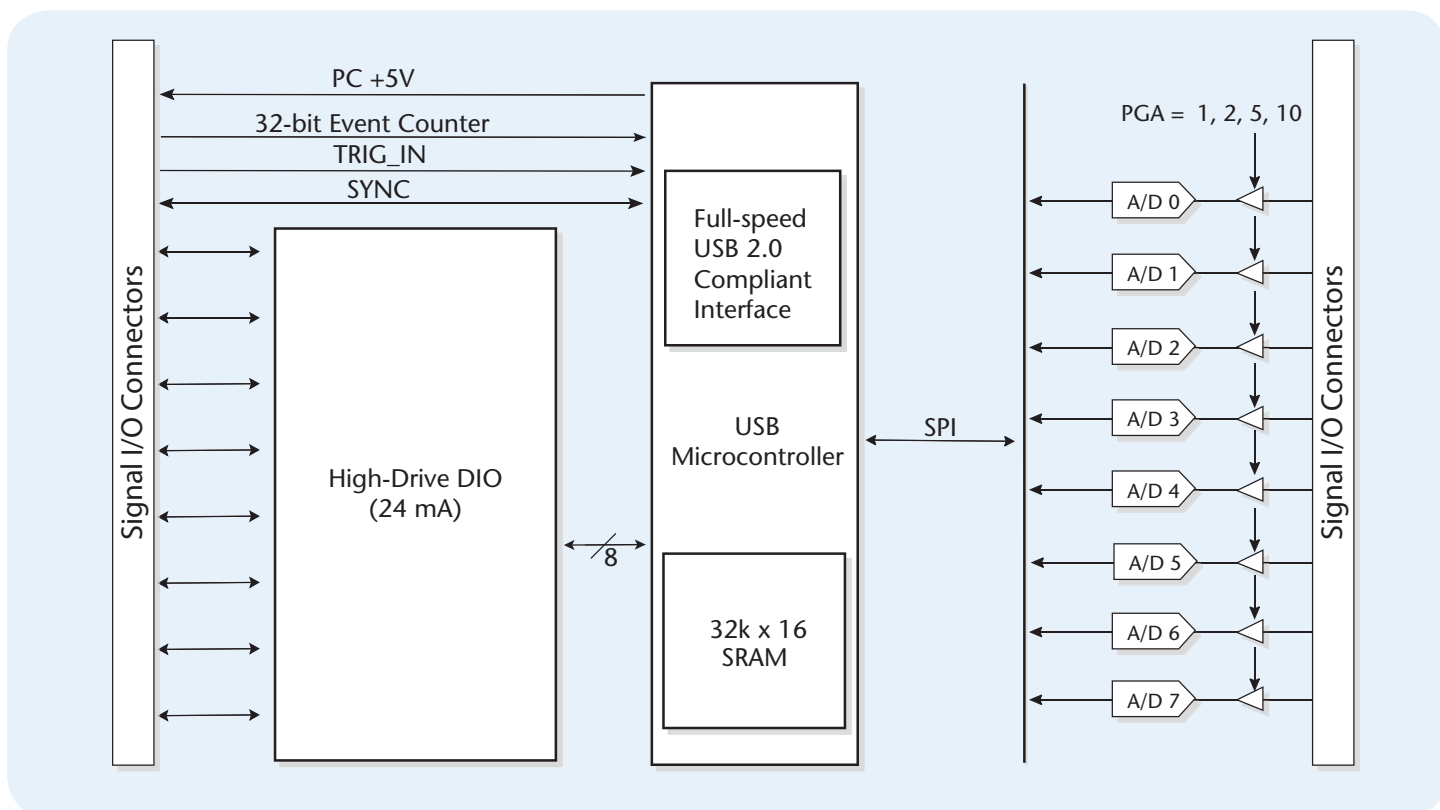 PC +5V
32-bit Event Counter
TRIG_IN
SYNC
Signal I/O Connectors
High-Drive DIO
(24 mA)
8
Full-speed
USB 2.0
Compliant
Interface
USB
Microcontroller
32k x 16
SRAM
SPI
PGA = 1, 2, 5, 10
A/D 0
A/D 1
A/D 2
A/D 3
A/D 4
A/D 5
A/D 6
A/D 7
Signal I/O Connectors